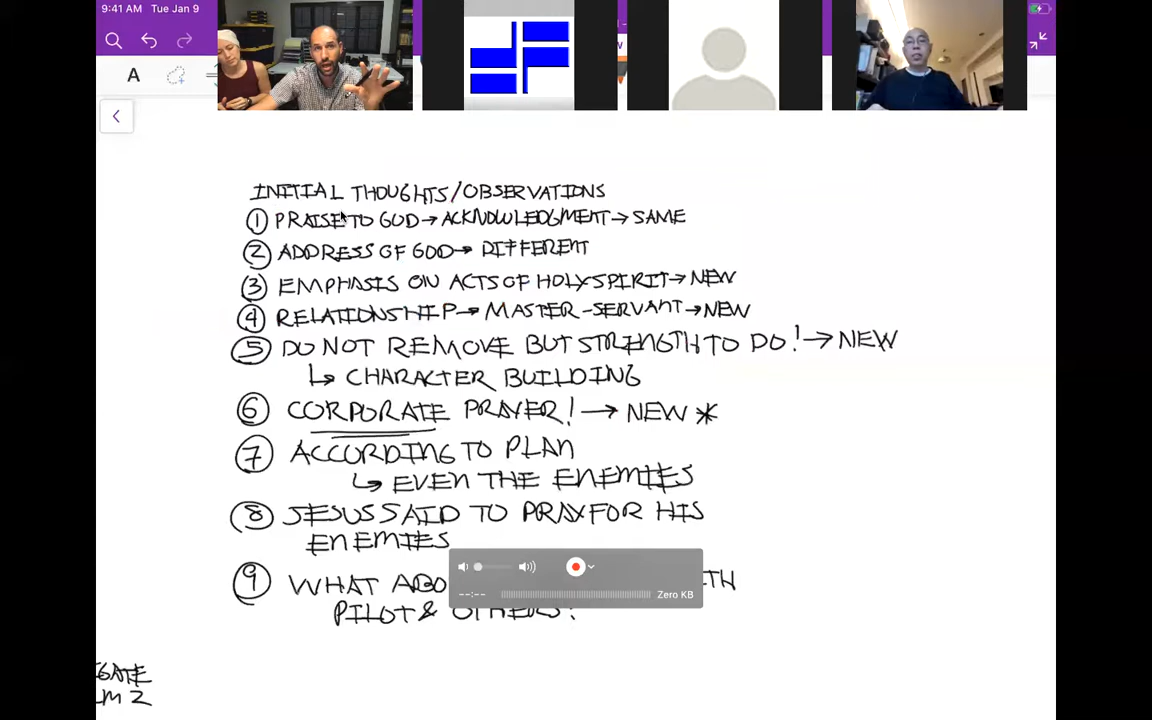 9:41 AM Tue Jan 9
A
INITIAL THOUGHTS/OBSERVATIONS
① PRAISE TO GOD → ACKNOWLEDGMENT → SAME
② ADDRESS OF GOD → DIFFERENT
③ EMPHASIS ON ACTS OF HOLY SPIRIT → NEW
④ RELATIONSHIP → MASTER-SERVANT → NEW
⑤ DO NOT REMOVE BUT STRENGTH TO DO! → NEW
↳ CHARACTER BUILDING
⑥ CORPORATE PRAYER! → NEW *
⑦ ACCORDING TO PLAN
↳ EVEN THE ENEMIES
⑧ JESUS SAID TO PRAY FOR HIS
ENEMIES
⑨ WHAT
PILOT & OTHERS?
--:-- Zero KB